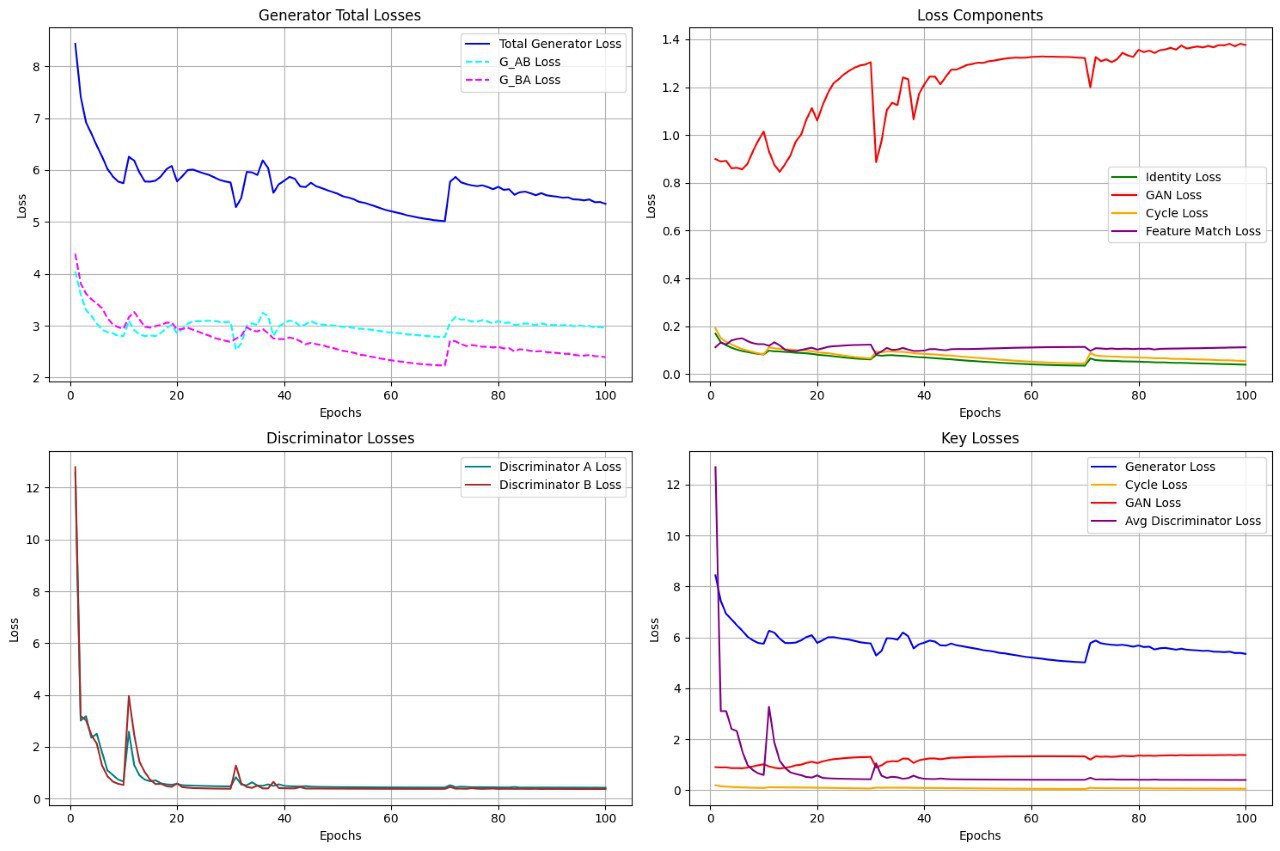 Generator Total Losses
Total Generator Loss
G_AB Loss
G_BA Loss
Loss
8
7
6
5
4
3
2
0
20
40
60
80
100
Epochs
Loss Components
Identity Loss
GAN Loss
Cycle Loss
Feature Match Loss
Loss
1.4
1.2
1.0
0.8
0.6
0.4
0.2
0.0
0
20
40
60
80
100
Epochs
Discriminator Losses
Discriminator A Loss
Discriminator B Loss
Loss
12
10
8
6
4
2
0
0
20
40
60
80
100
Epochs
Key Losses
Generator Loss
Cycle Loss
GAN Loss
Avg Discriminator Loss
Loss
12
10
8
6
4
2
0
0
20
40
60
80
100
Epochs